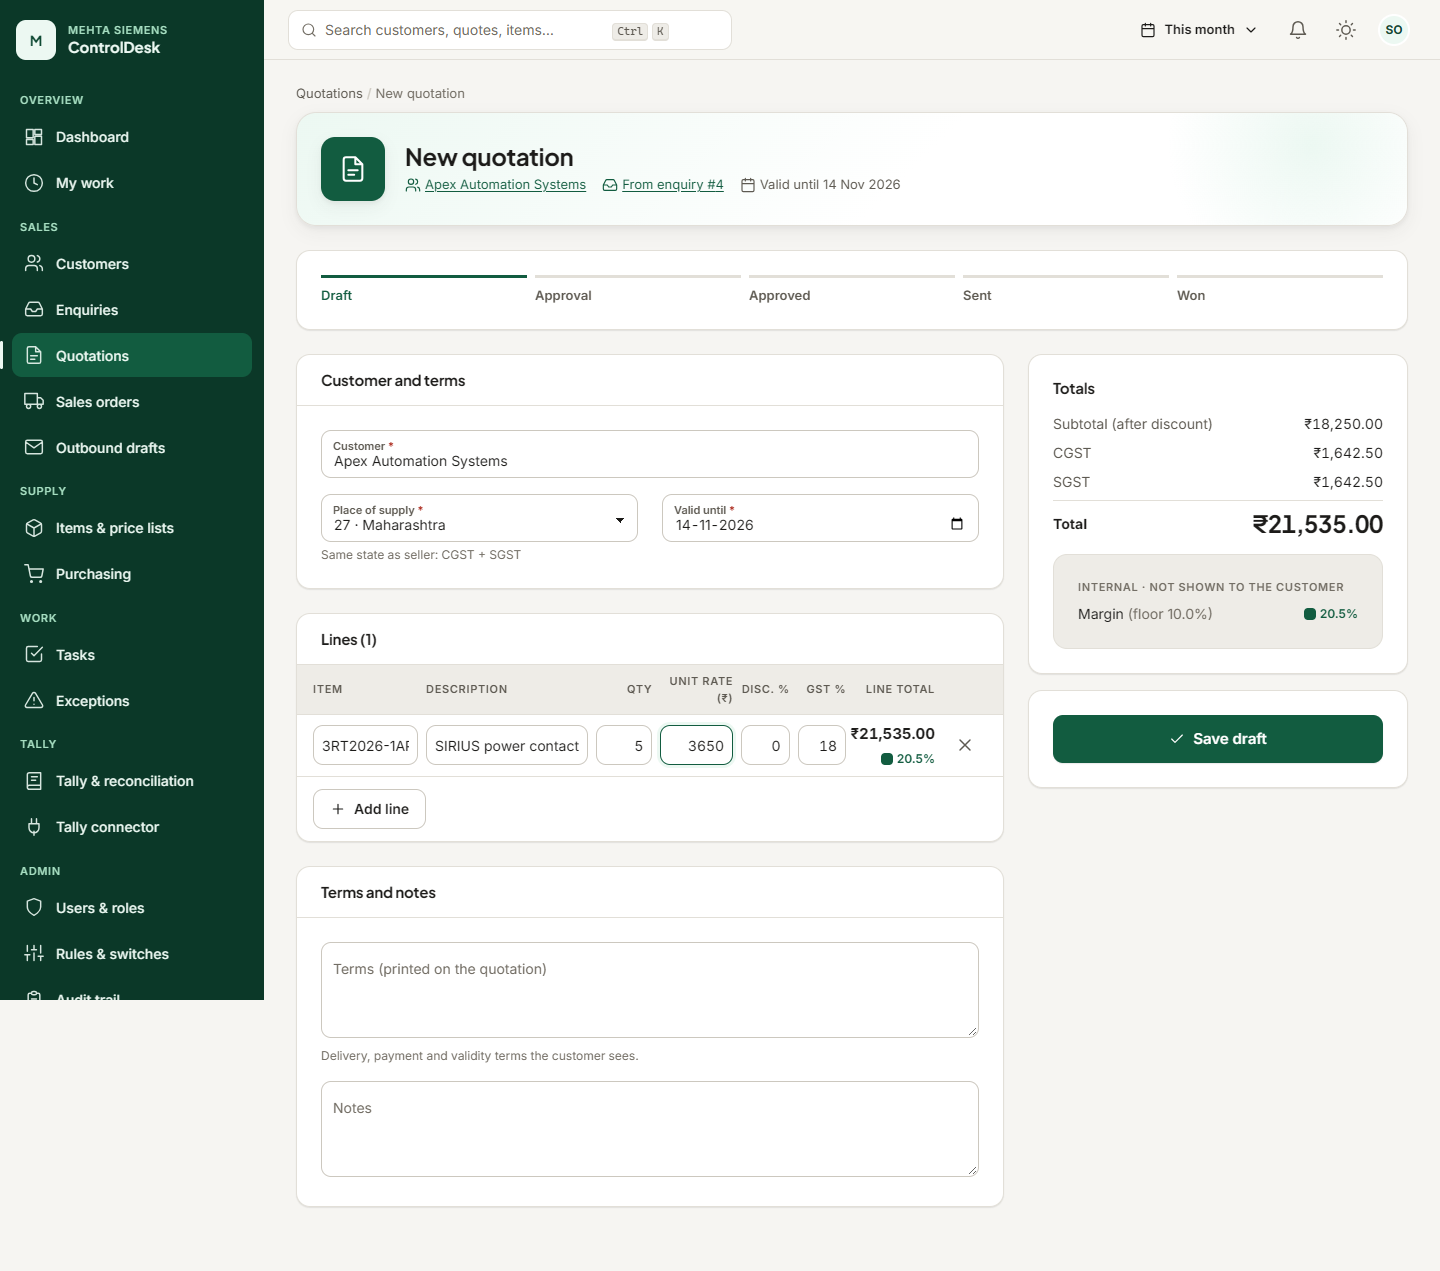 M
MEHTA SIEMENS
ControlDesk
OVERVIEW
Dashboard
My work
SALES
Customers
Enquiries
Quotations
Sales orders
Outbound drafts
SUPPLY
Items & price lists
Purchasing
WORK
Tasks
Exceptions
TALLY
Tally & reconciliation
Tally connector
ADMIN
Users & roles
Rules & switches
Audit trail
Search customers, quotes, items... Ctrl K
This month
SO
Quotations / New quotation
New quotation
Apex Automation Systems From enquiry #4 Valid until 14 Nov 2026
Draft Approval Approved Sent Won
Customer and terms
Customer *
Apex Automation Systems
Place of supply *
27 · Maharashtra
Same state as seller: CGST + SGST
Valid until *
14-11-2026
Lines (1)
ITEM DESCRIPTION QTY UNIT RATE (₹) DISC. % GST % LINE TOTAL
3RT2026-1A SIRIUS power contact 5 3650 0 18 ₹21,535.00
20.5%
Add line
Terms and notes
Terms (printed on the quotation)
Delivery, payment and validity terms the customer sees.
Notes
Totals
Subtotal (after discount) ₹18,250.00
CGST ₹1,642.50
SGST ₹1,642.50
Total ₹21,535.00
INTERNAL · NOT SHOWN TO THE CUSTOMER
Margin (floor 10.0%) 20.5%
Save draft